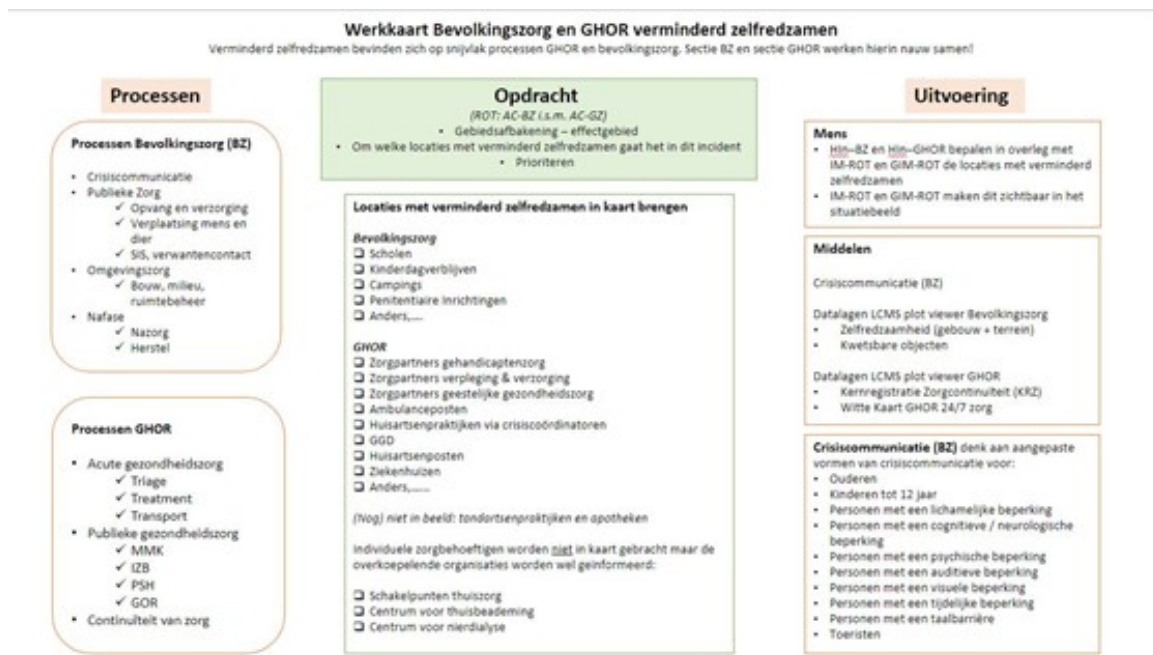 Werkkaart Bevolkingszorg en GHOR verminderd zelfredzamen
Verminderd zelfredzamen bevinden zich op snijvlak processen GHOR en bevolkingzorg. Sectie BZ en sectie GHOR werken hierin nauw samen!
Processen
Processen Bevolkingszorg (BZ)
• Crisiscommunicatie
• Publieke Zorg
✓ Opvang en verzorging
✓ Verplaatsing mens en
dier
✓ SIS, verwantencontact
• Omgevingszorg
✓ Bouw, milieu,
ruimtebeheer
• Nafase
✓ Nazorg
✓ Herstel
Processen GHOR
• Acute gezondheidszorg
✓ Triage
✓ Treatment
✓ Transport
• Publieke gezondheidszorg
✓ MMK
✓ IZB
✓ PSH
✓ GOR
• Continuïteit van zorg
Opdracht
(ROT: AC-BZ i.s.m. AC-GZ)
• Gebiedsafbakening – effectgebied
• Om welke locaties met verminderd zelfredzamen gaat het in dit incident
• Prioriteren
Locaties met verminderd zelfredzamen in kaart brengen
Bevolkingszorg
❑ Scholen
❑ Kinderdagverblijven
❑ Campings
❑ Penitentiaire Inrichtingen
❑ Anders,....
GHOR
❑ Zorgpartners gehandicaptenzorg
❑ Zorgpartners verpleging & verzorging
❑ Zorgpartners geestelijke gezondheidszorg
❑ Ambulanceposten
❑ Huisartsenpraktijken via crisiscoördinatoren
❑ GGD
❑ Huisartsenposten
❑ Ziekenhuizen
❑ Anders,......
(Nog) niet in beeld: tandartsenpraktijken en apotheken
Individuele zorgbehoeftigen worden niet in kaart gebracht maar de
overkoepelende organisaties worden wel geïnformeerd:
❑ Schakelpunten thuiszorg
❑ Centrum voor thuisbeademing
❑ Centrum voor nierdialyse
Uitvoering
Mens
• HIn–BZ en HIn–GHOR bepalen in overleg met
IM-ROT en GIM-ROT de locaties met verminderd
zelfredzamen
• IM-ROT en GIM-ROT maken dit zichtbaar in het
situatiebeeld
Middelen
Crisiscommunicatie (BZ)
Datalagen LCMS plot viewer Bevolkingszorg
• Zelfredzaamheid (gebouw + terrein)
• Kwetsbare objecten
Datalagen LCMS plot viewer GHOR
• Kernregistratie Zorgcontinuïteit (KRZ)
• Witte Kaart GHOR 24/7 zorg
Crisiscommunicatie (BZ) denk aan aangepaste
vormen van crisiscommunicatie voor:
• Ouderen
• Kinderen tot 12 jaar
• Personen met een lichamelijke beperking
• Personen met een cognitieve / neurologische
beperking
• Personen met een psychische beperking
• Personen met een auditieve beperking
• Personen met een visuele beperking
• Personen met een tijdelijke beperking
• Personen met een taalbarrière
• Toeristen